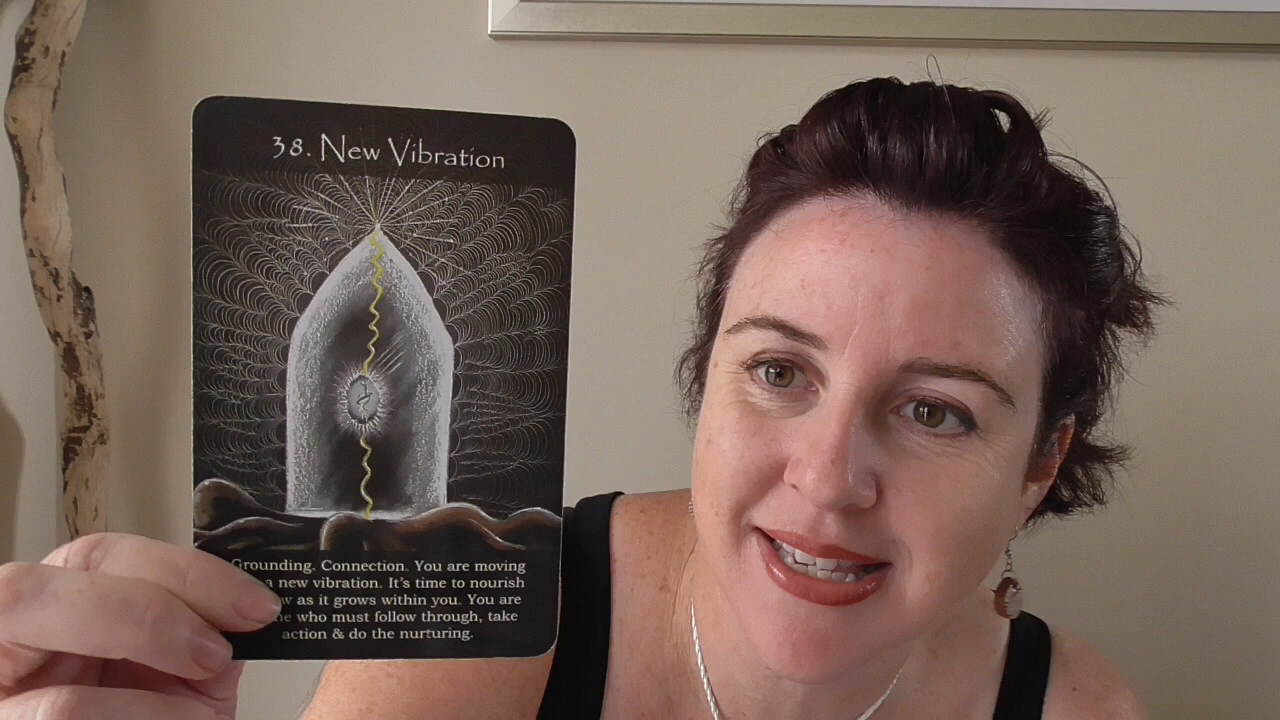 38. New Vibration
Grounding. Connection. You are moving
a new vibration. It's time to nourish
as it grows within you. You are
who must follow through, take
action & do the nurturing.